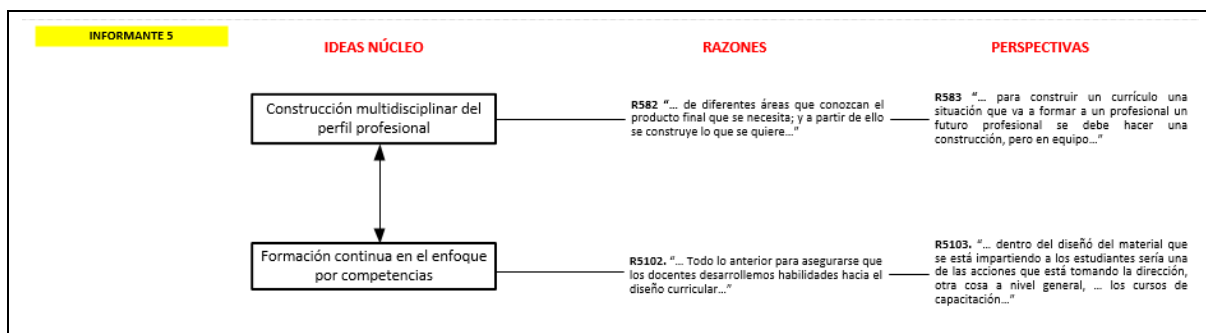 INFORMANTE 5
IDEAS NÚCLEO
RAZONES
PERSPECTIVAS
Construcción multidisciplinar del
perfil profesional
R582 “... de diferentes áreas que conozcan el
producto final que se necesita; y a partir de ello
se construye lo que se quiere...”
R583 “... para construir un currículo una
situación que va a formar a un profesional un
futuro profesional se debe hacer una
construcción, pero en equipo...”
Formación continua en el enfoque
por competencias
R5102. “... Todo lo anterior para asegurarse que
los docentes desarrollemos habilidades hacia el
diseño curricular...”
R5103. “... dentro del diseñó del material que
se está impartiendo a los estudiantes sería una
de las acciones que está tomando la dirección,
otra cosa a nivel general, ... los cursos de
capacitación...”